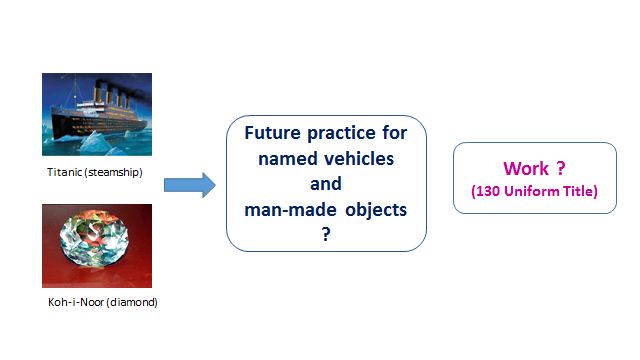 Titanic (steamship)
Koh-i-Noor (diamond)
Future practice for
named vehicles
and
man-made objects
?
Work ?
(130 Uniform Title)